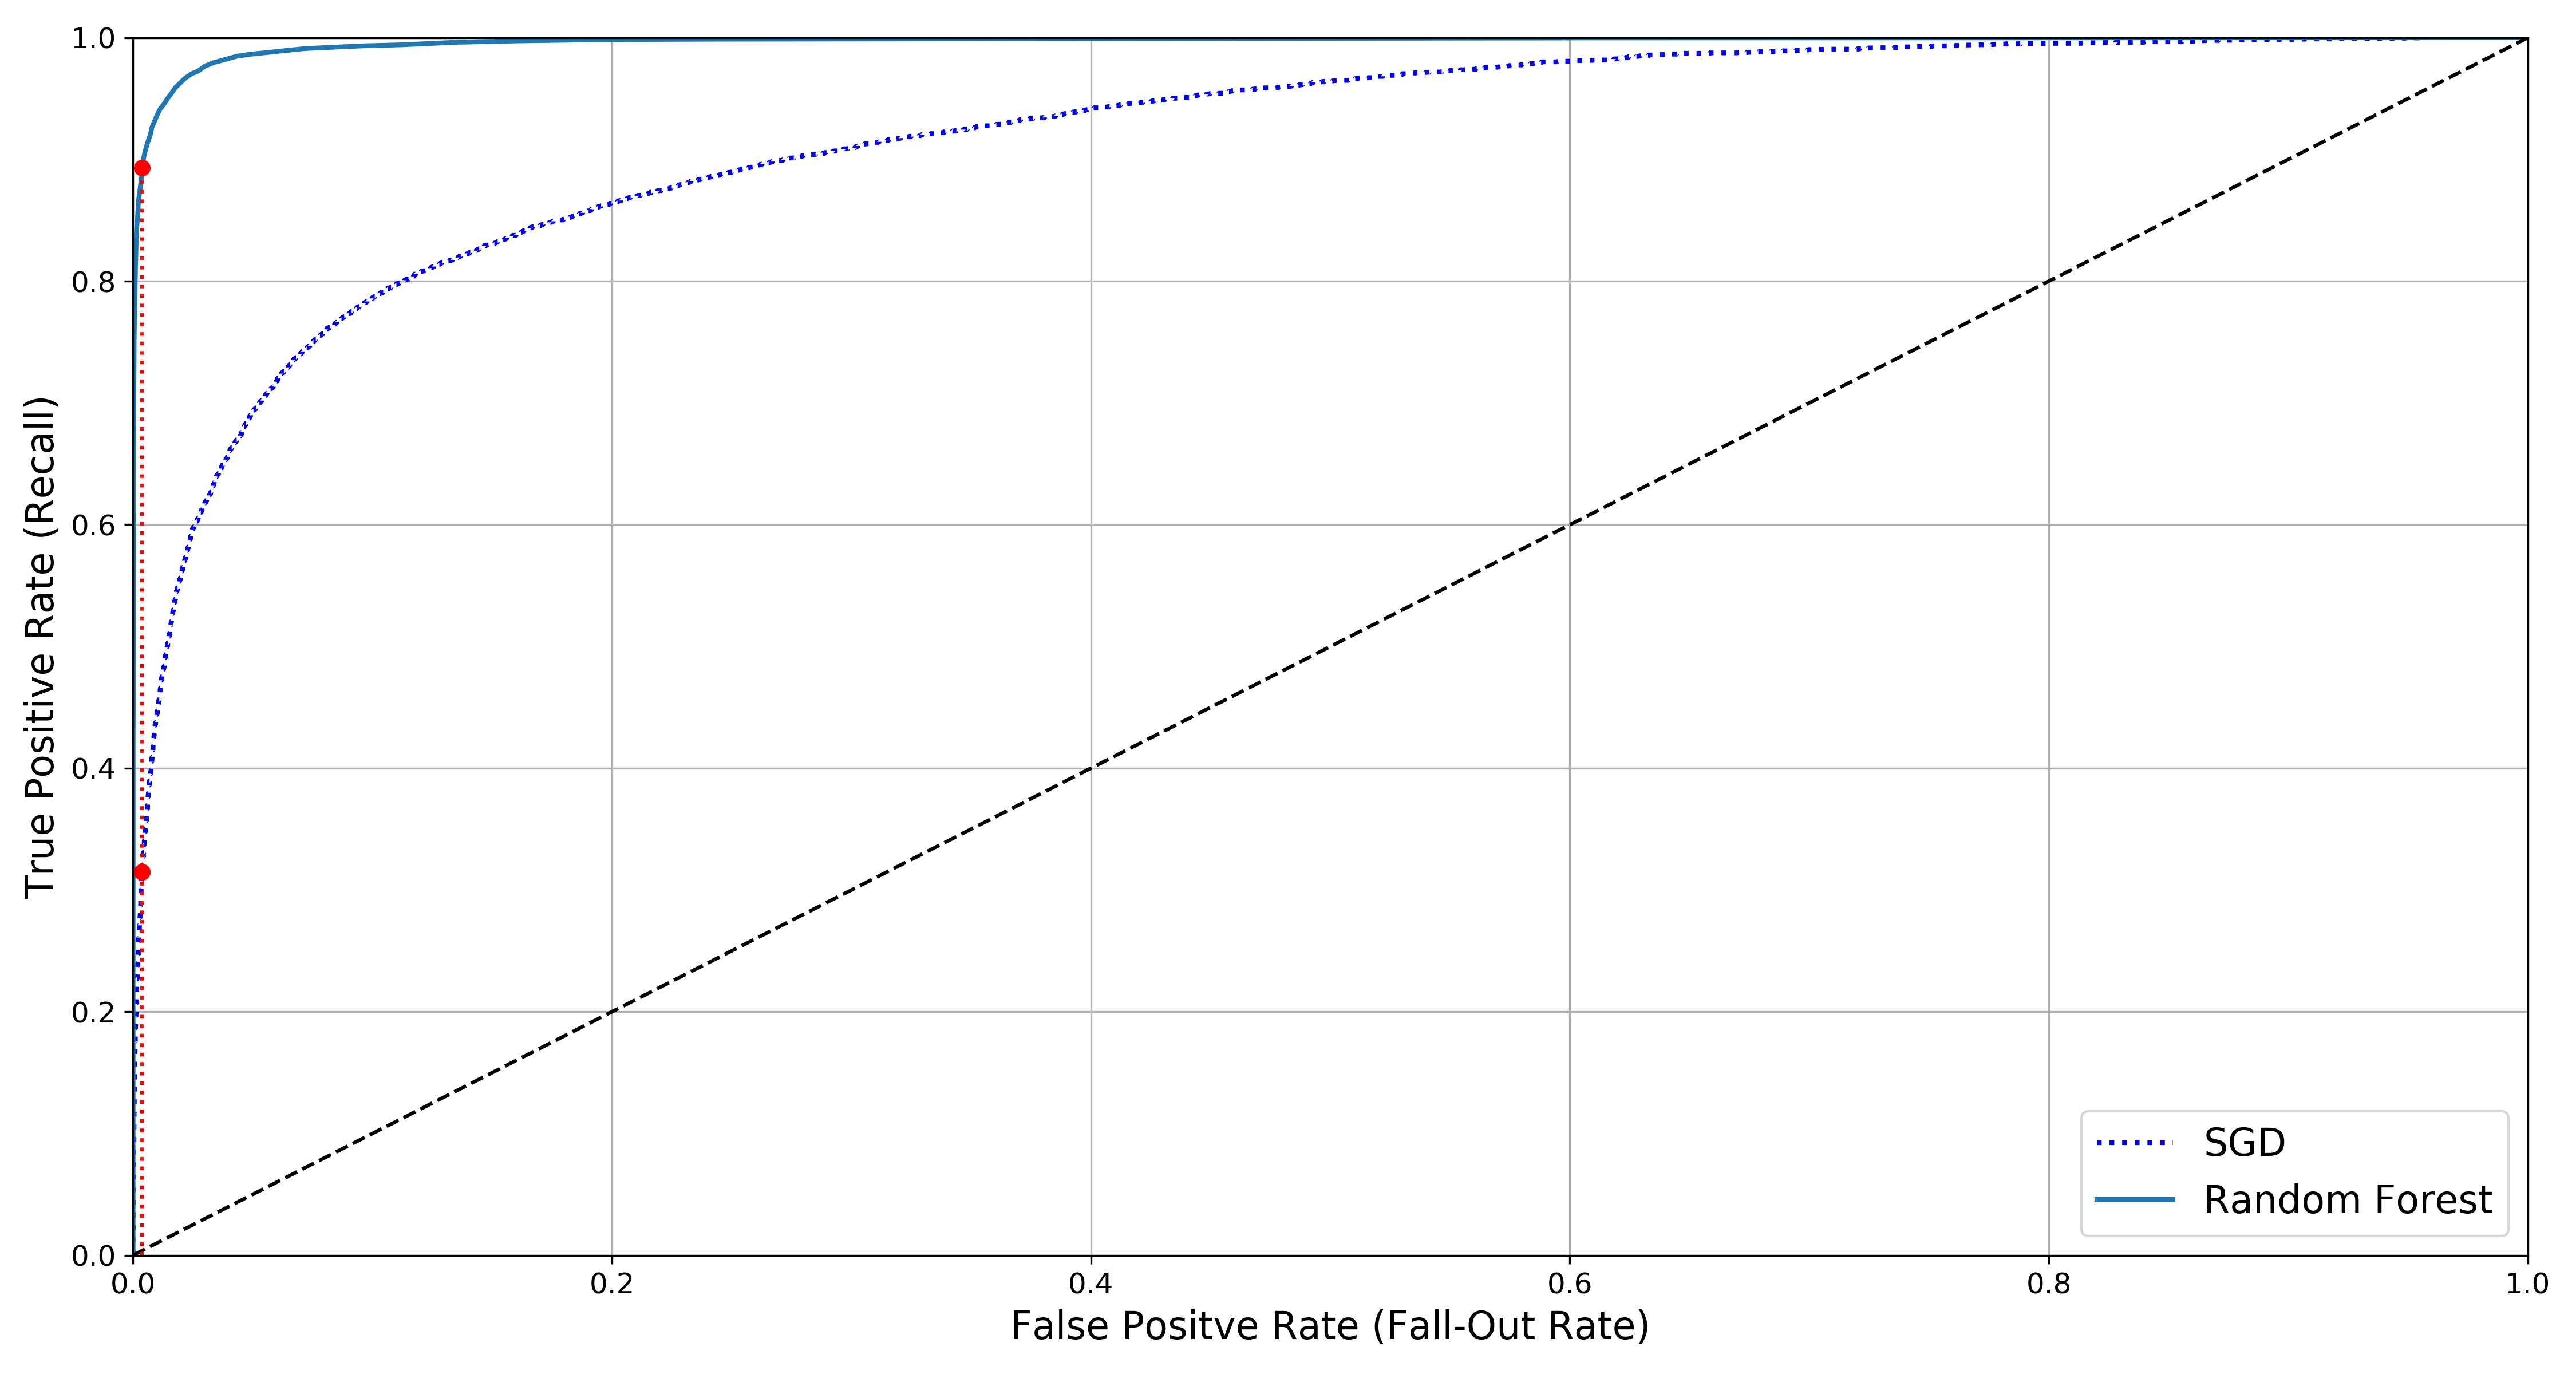 True Positive Rate (Recall)
1.0
0.8
0.6
0.4
0.2
0.0
0.0 0.2 0.4 0.6 0.8 1.0
False Positve Rate (Fall-Out Rate)
SGD
Random Forest